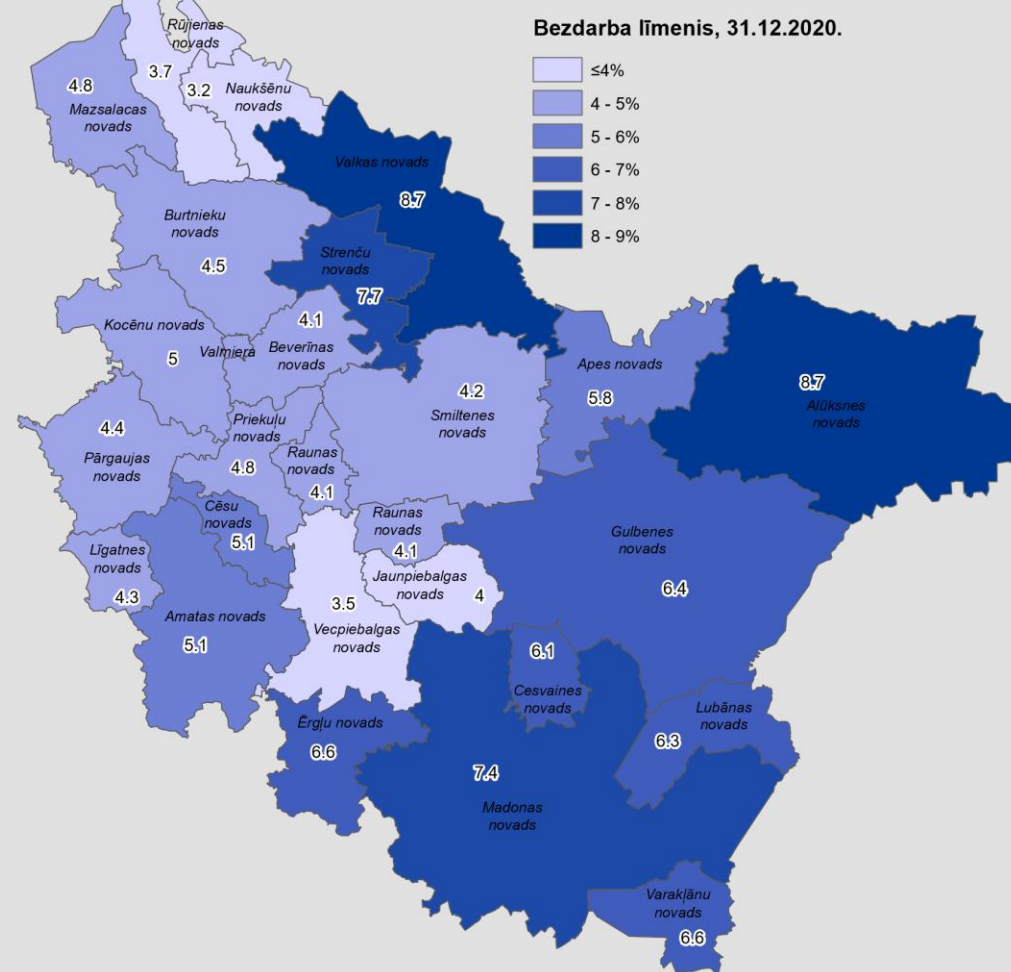 Bezdarba līmenis, 31.12.2020.
≤4%
4 - 5%
5 - 6%
6 - 7%
7 - 8%
8 - 9%
Rūjienas
novads
3.7
4.8
Mazsalacas
novads
3.2
Naukšēnu
novads
Valkas novads
8.7
Burtnieku
novads
4.5
Strenču
novads
7.7
Kocēnu novads
5
Valmiera
4.1
Beverīnas
novads
Apes novads
5.8
8.7
Alūksnes
novads
4.2
Smiltenes
novads
4.4
Pārgaujas
novads
Priekuļu
novads
4.8
Raunas
novads
4.1
Cēsu
novads
5.1
Raunas
novads
4.1
Gulbenes
novads
6.4
Līgatnes
novads
4.3
Jaunpiebalgas
novads
4
3.5
Vecpiebalgas
novads
Amatas novads
5.1
6.1
Cesvaines
novads
Lubānas
novads
6.3
Ērgļu novads
6.6
7.4
Madonas
novads
Varakļānu
novads
6.6